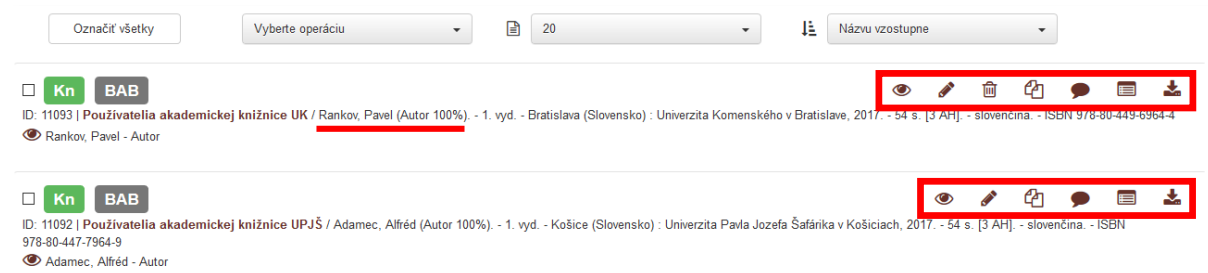 Označiť všetky Vyberte operáciu 20 Názvu vzostupne
Kn BAB
ID: 11093 | Používatelia akademickej knižnice UK / Rankov, Pavel (Autor 100%). - 1. vyd. - Bratislava (Slovensko) : Univerzita Komenského v Bratislave, 2017. - 54 s. [3 AH]. - slovenčina. - ISBN 978-80-449-6964-4
Rankov, Pavel - Autor
Kn BAB
ID: 11092 | Používatelia akademickej knižnice UPJŠ / Adamec, Alfréd (Autor 100%). - 1. vyd. - Košice (Slovensko) : Univerzita Pavla Jozefa Šafárika v Košiciach, 2017. - 54 s. [3 AH]. - slovenčina. - ISBN
978-80-447-7964-9
Adamec, Alfréd - Autor